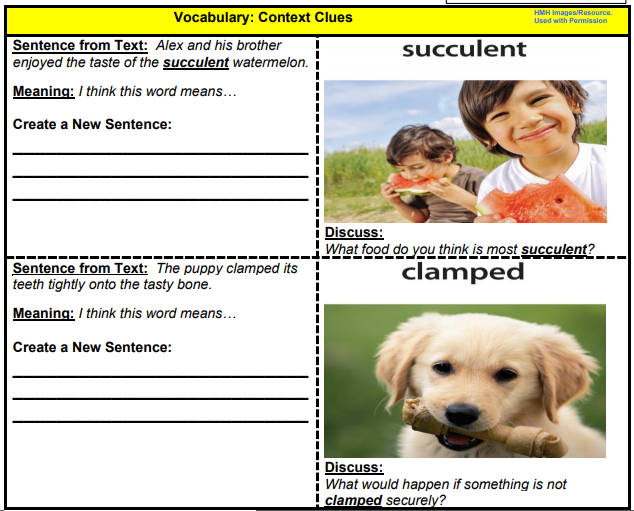 Vocabulary: Context Clues
HMH Images/Resource.
Used with Permission
Sentence from Text: Alex and his brother
enjoyed the taste of the succulent watermelon.
Meaning: I think this word means…
Create a New Sentence:
succulent
Discuss:
What food do you think is most succulent?
Sentence from Text: The puppy clamped its
teeth tightly onto the tasty bone.
Meaning: I think this word means…
Create a New Sentence:
clamped
Discuss:
What would happen if something is not
clamped securely?